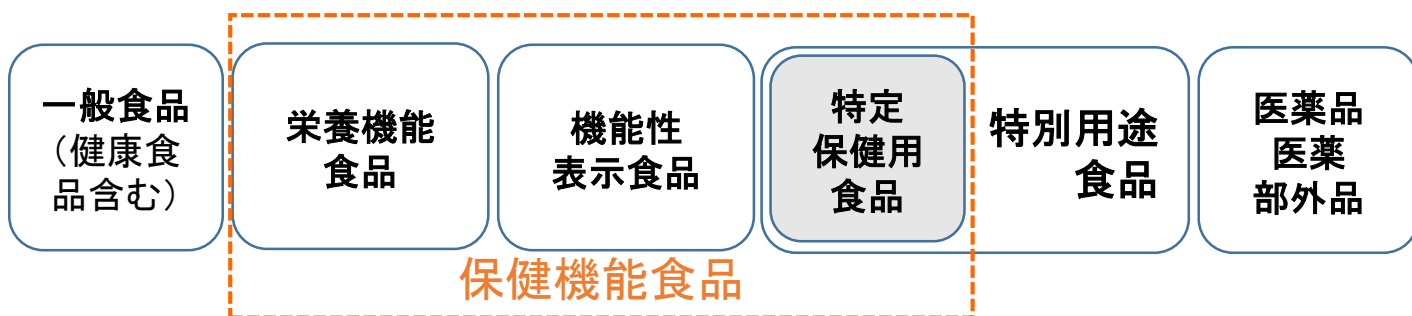 一般食品
（健康食
品含む）
栄養機能
食品
機能性
表示食品
特定
保健用
食品
特別用途
食品
医薬品
医薬
部外品
保健機能食品